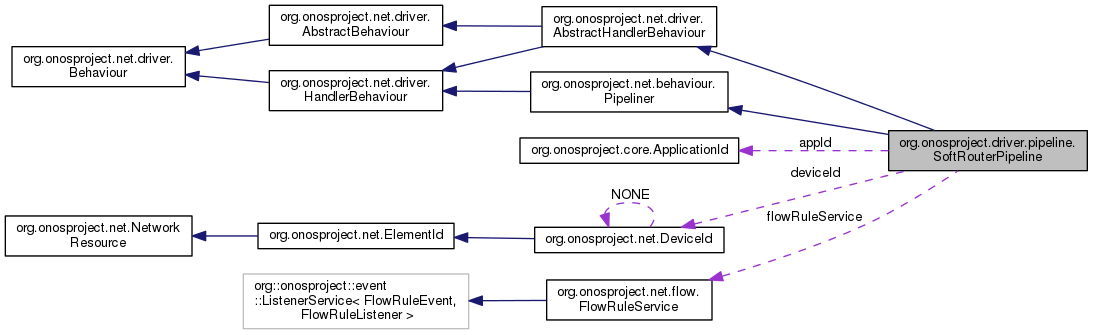 org.onosproject.net.driver.
AbstractBehaviour
org.onosproject.net.driver.
AbstractHandlerBehaviour
org.onosproject.net.driver.
Behaviour
org.onosproject.net.driver.
HandlerBehaviour
org.onosproject.net.behaviour.
Pipeliner
org.onosproject.core.ApplicationId
appId
org.onosproject.driver.pipeline.
SoftRouterPipeline
deviceId
NONE
flowRuleService
org.onosproject.net.Network
Resource
org.onosproject.net.ElementId
org.onosproject.net.DeviceId
org::onosproject::event
::ListenerService< FlowRuleEvent,
FlowRuleListener >
org.onosproject.net.flow.
FlowRuleService